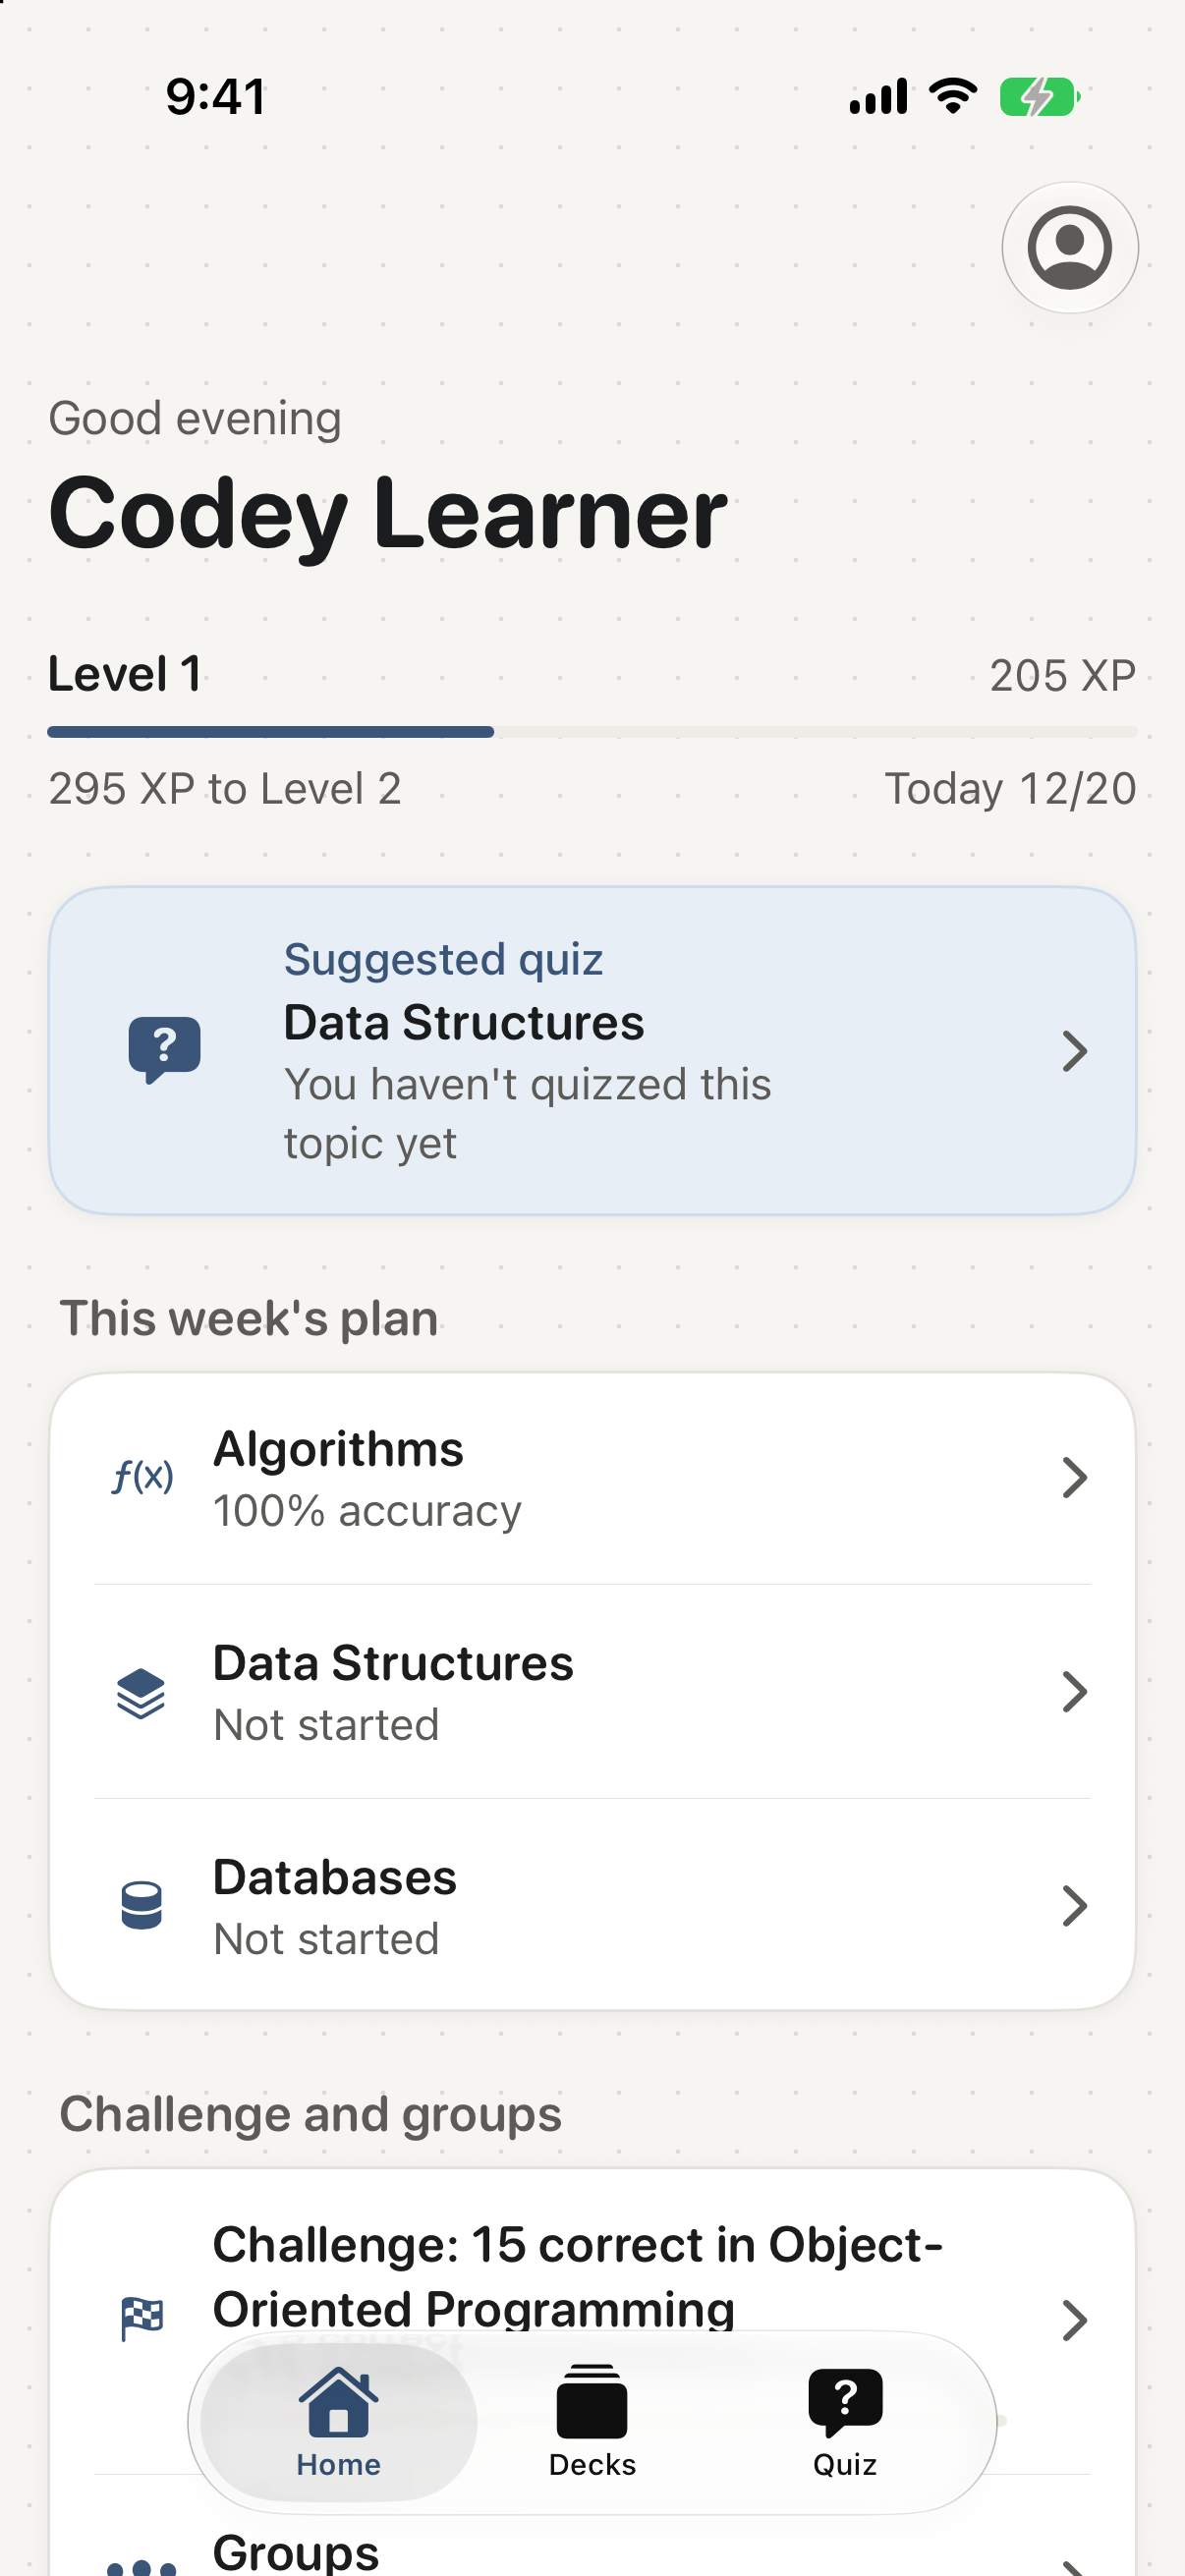 9:41
Good evening
Codey Learner
Level 1
205 XP
295 XP to Level 2
Today 12/20
Suggested quiz
Data Structures
You haven't quizzed this
topic yet
This week's plan
f(x)
Algorithms
100% accuracy
Data Structures
Not started
Databases
Not started
Challenge and groups
Challenge: 15 correct in Object-
Oriented Programming
Home
Decks
Quiz
Groups